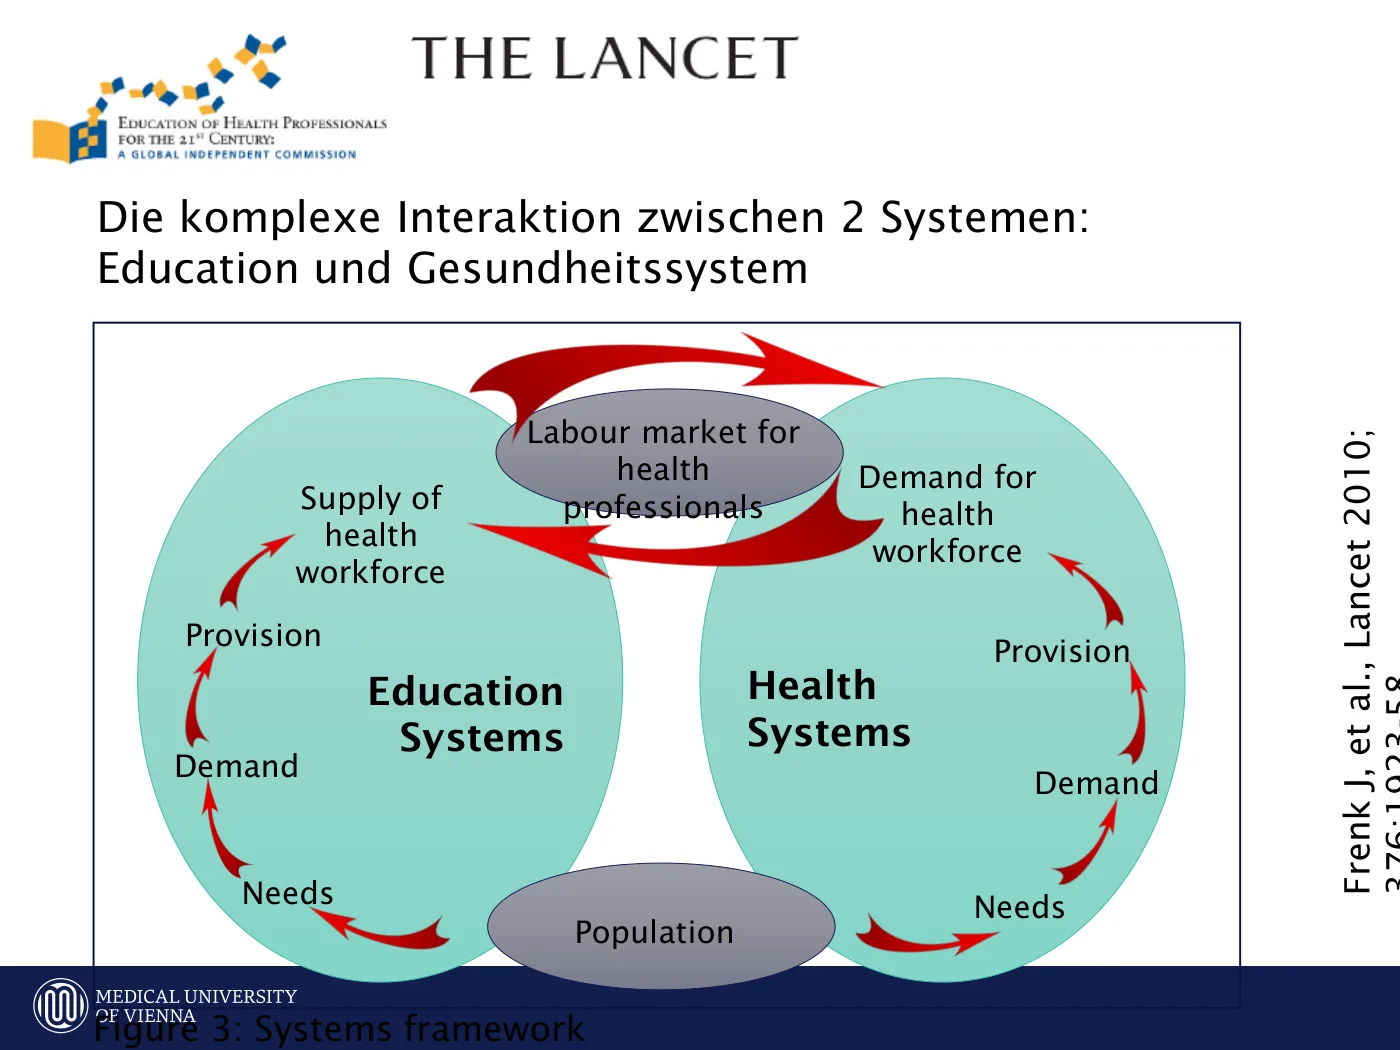 THE LANCET
EDUCATION OF HEALTH PROFESSIONALS
FOR THE 21ST CENTURY:
A GLOBAL INDEPENDENT COMMISSION
Die komplexe Interaktion zwischen 2 Systemen:
Education und Gesundheitssystem
Labour market for
health
professionals
Supply of
health
workforce
Demand for
health
workforce
Provision
Provision
Education
Systems
Health
Systems
Demand
Demand
Needs
Needs
Population
Frenk J, et al., Lancet 2010;
376:1923-58
MEDICAL UNIVERSITY
OF VIENNA
Figure 3: Systems framework